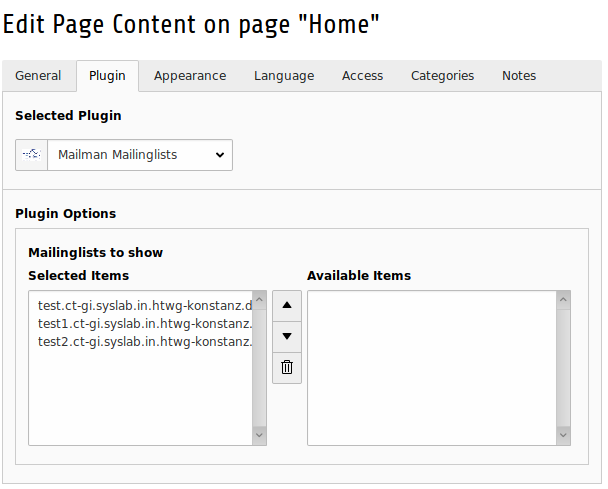 Edit Page Content on page "Home"
General Plugin Appearance Language Access Categories Notes
Selected Plugin
Mailman Mailinglists
Plugin Options
Mailinglists to show
Selected Items Available Items
test.ct-gi.syslab.in.htwg-konstanz.d
test1.ct-gi.syslab.in.htwg-konstanz.
test2.ct-gi.syslab.in.htwg-konstanz.